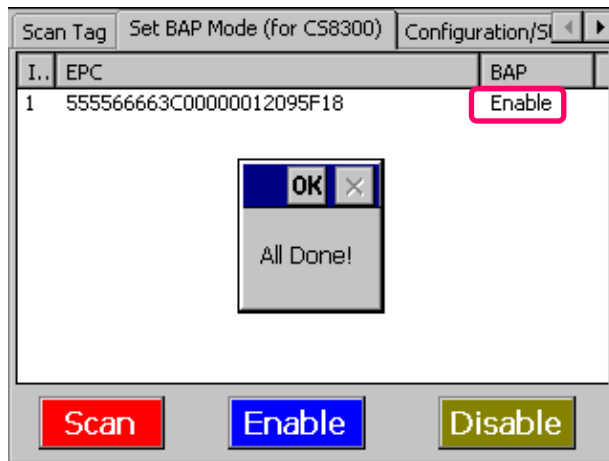 Scan Tag Set BAP Mode (for CS8300) Configuration/S
I.. EPC BAP
1 555566663C00000012095F18 Enable
OK
All Done!
Scan Enable Disable